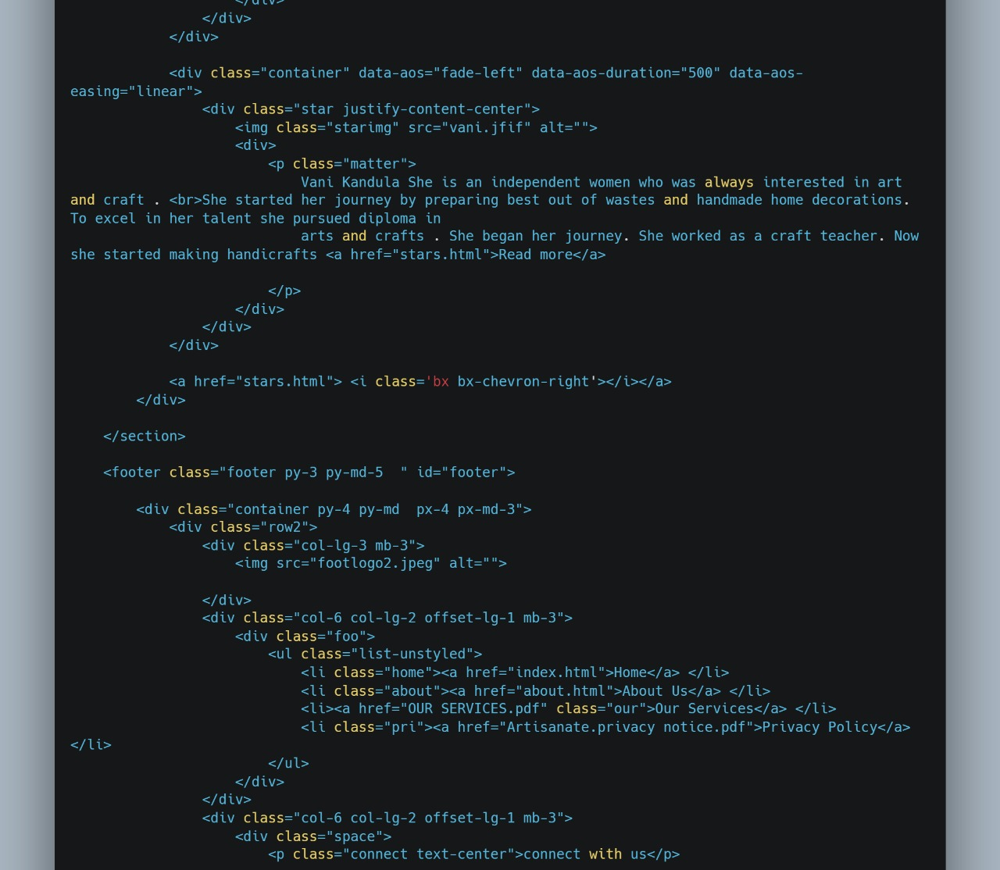 </div>
</div>
</div>
<div class="container" data-aos="fade-left" data-aos-duration="500" data-aos-
easing="linear">
<div class="star justify-content-center">
<img class="starimg" src="vani.jfif" alt="">
<div>
<p class="matter">
Vani Kandula She is an independent women who was always interested in art
and craft . <br>She started her journey by preparing best out of wastes and handmade home decorations.
To excel in her talent she pursued diploma in
arts and crafts . She began her journey. She worked as a craft teacher. Now
she started making handicrafts <a href="stars.html">Read more</a>
</p>
</div>
</div>
</div>
<a href="stars.html"> <i class='bx bx-chevron-right'></i></a>
</div>
</section>
<footer class="footer py-3 py-md-5  " id="footer">
<div class="container py-4 py-md  px-4 px-md-3">
<div class="row2">
<div class="col-lg-3 mb-3">
<img src="footlogo2.jpeg" alt="">
</div>
<div class="col-6 col-lg-2 offset-lg-1 mb-3">
<div class="foo">
<ul class="list-unstyled">
<li class="home"><a href="index.html">Home</a> </li>
<li class="about"><a href="about.html">About Us</a> </li>
<li><a href="OUR SERVICES.pdf" class="our">Our Services</a> </li>
<li class="pri"><a href="Artisanate.privacy notice.pdf">Privacy Policy</a>
</li>
</ul>
</div>
</div>
<div class="col-6 col-lg-2 offset-lg-1 mb-3">
<div class="space">
<p class="connect text-center">connect with us</p>